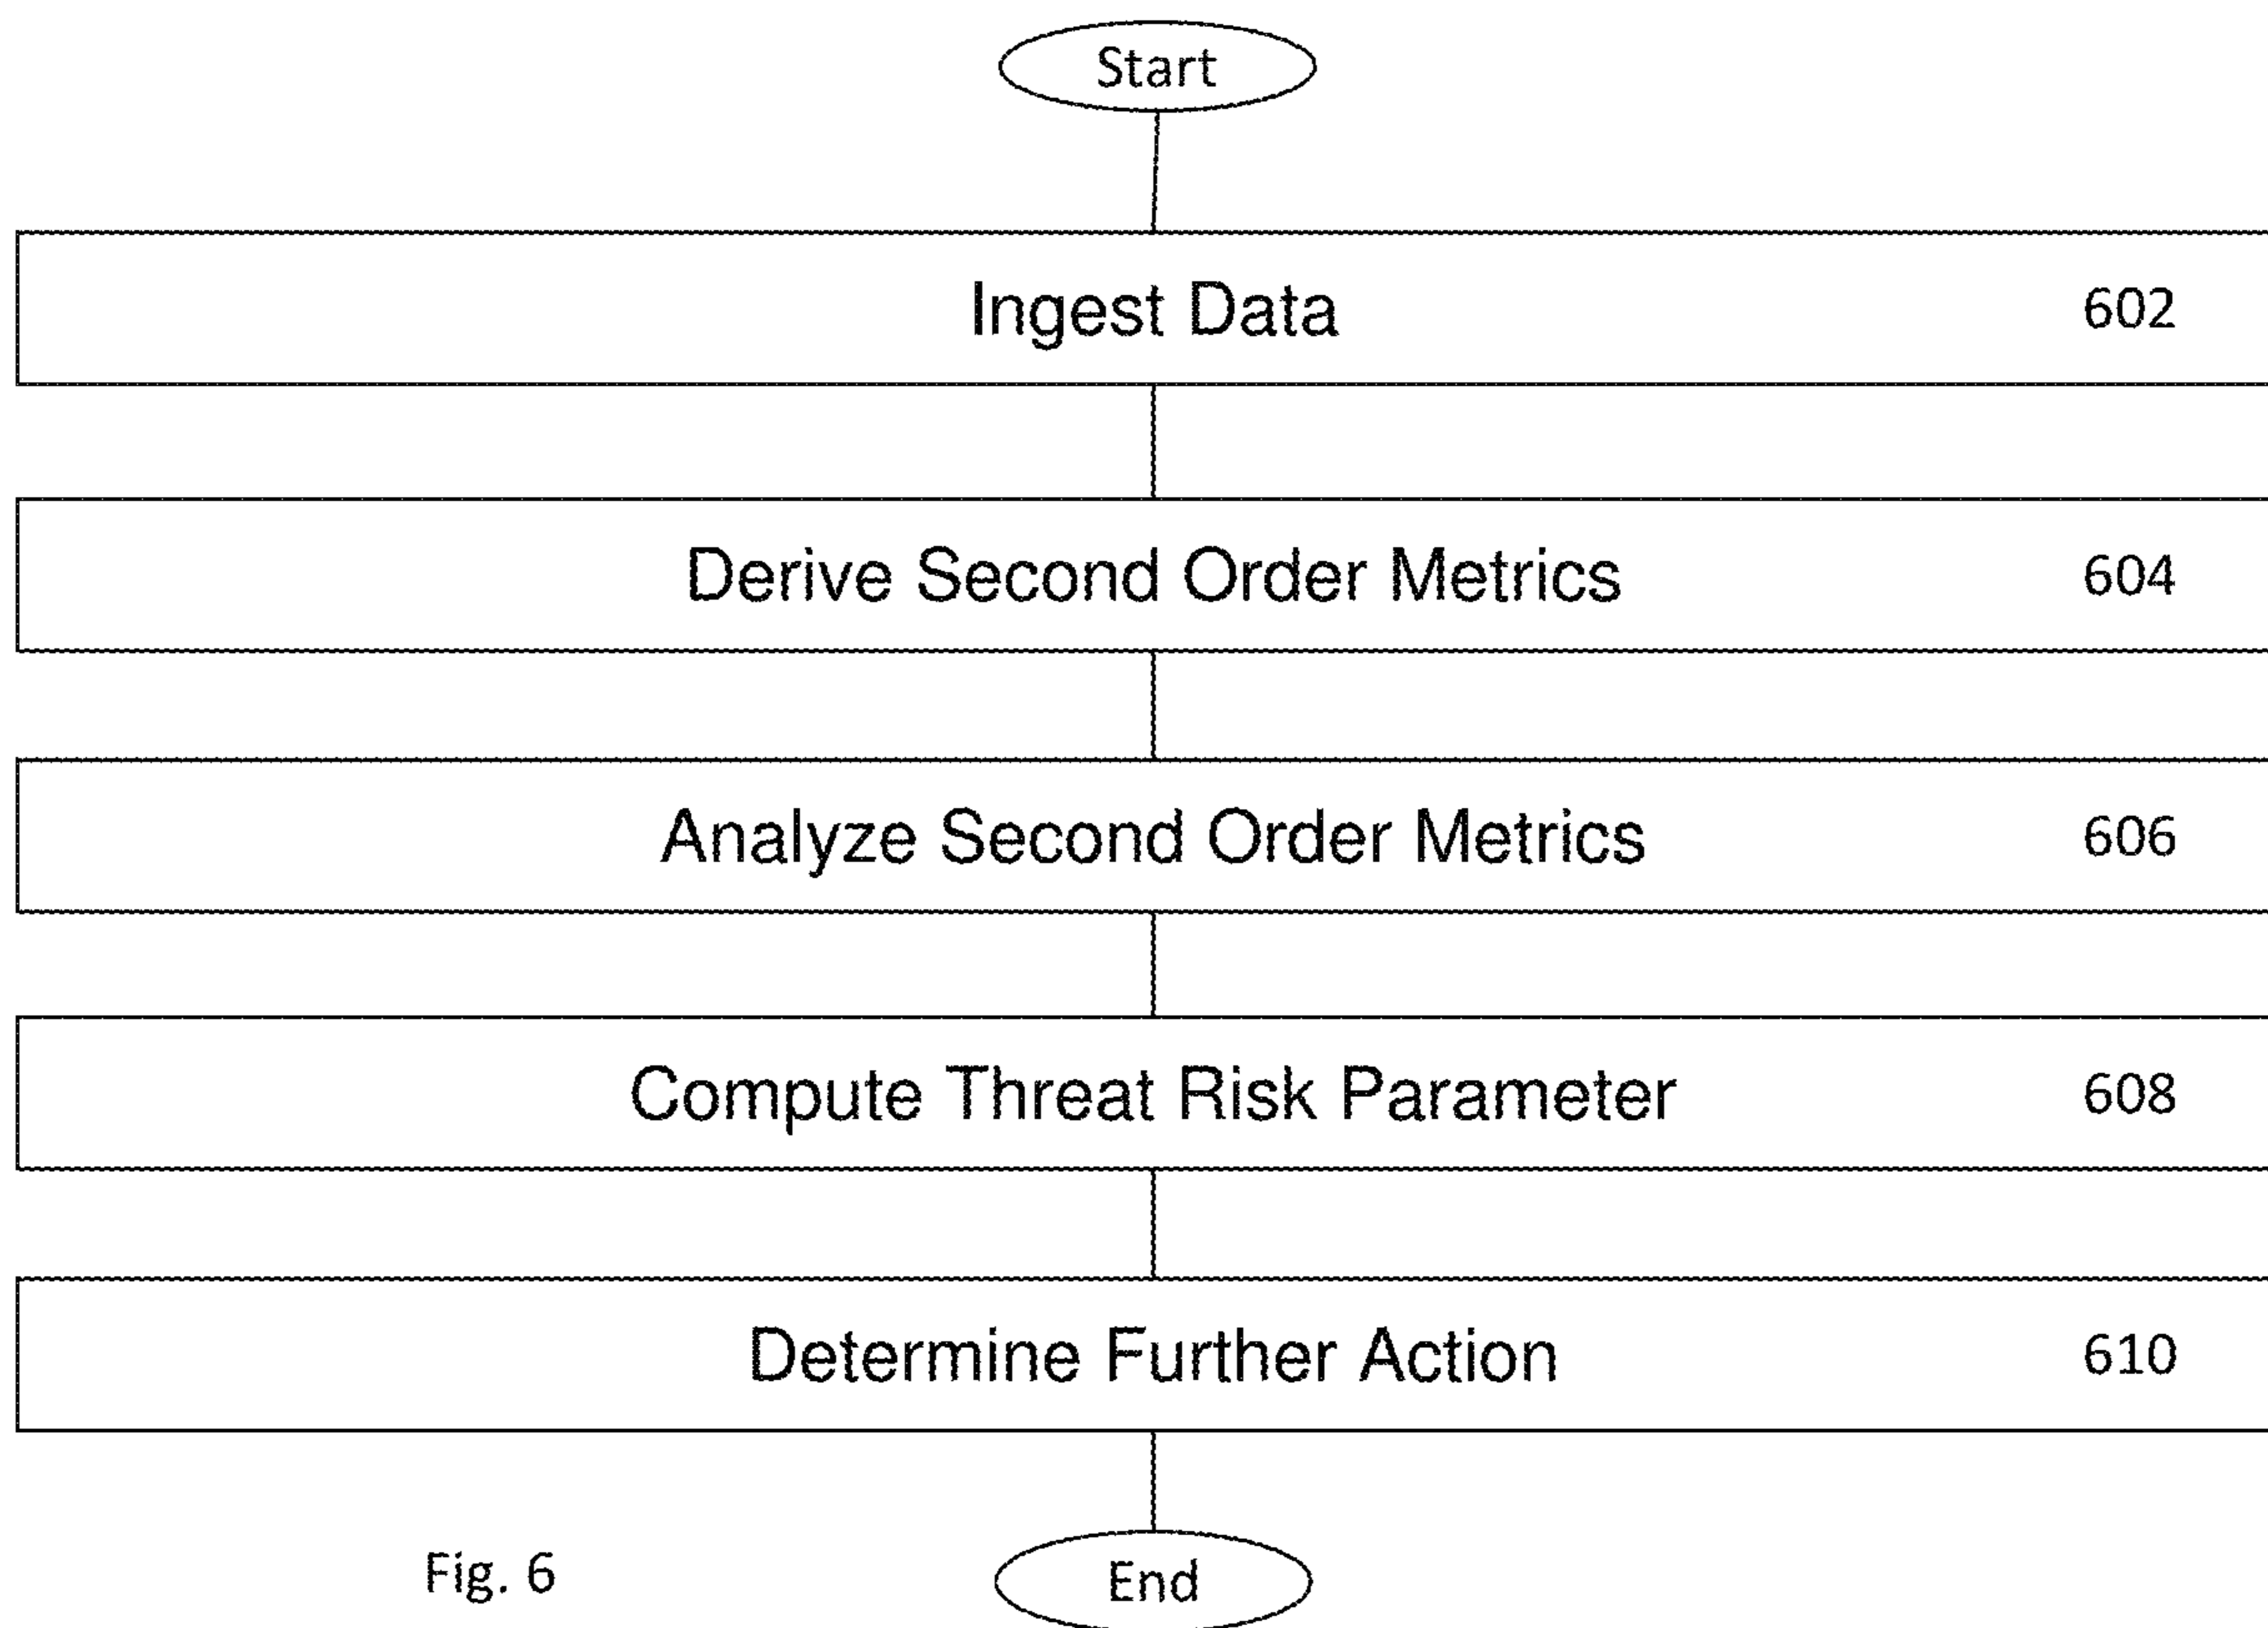 Start
Ingest Data 602
Derive Second Order Metrics 604
Analyze Second Order Metrics 606
Compute Threat Risk Parameter 608
Determine Further Action 610
Fig. 6
End